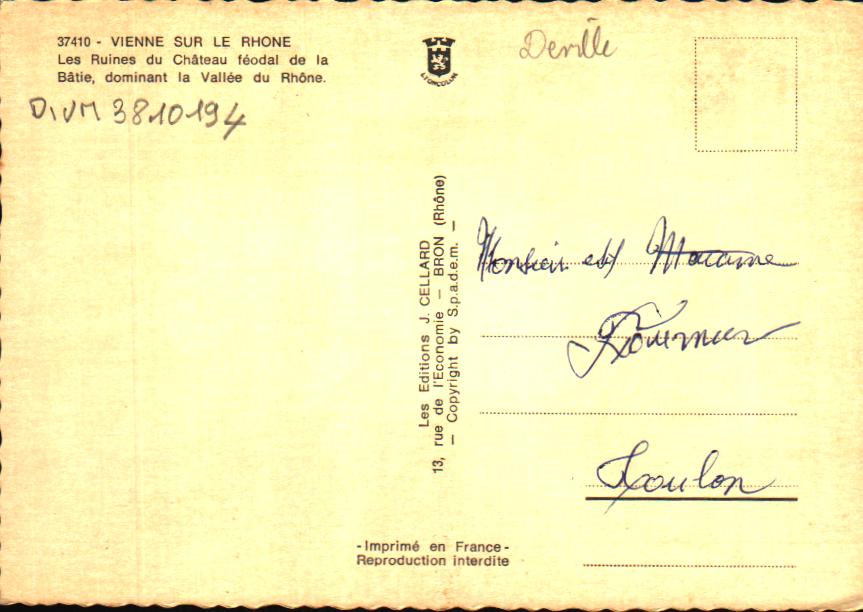 37410 - VIENNE SUR LE RHONE
Les Ruines du Château féodal de la
Bâtie, dominant la Vallée du Rhône.
DIVM 3810194
LYONCOLOR
Deville
Les Editions J. CELLARD
13, rue de l'Economie — BRON (Rhône)
— Copyright by S.p.a.d.e.m. —
Monsieur et Madame
Fournier
Toulon
-Imprimé en France-
Reproduction interdite